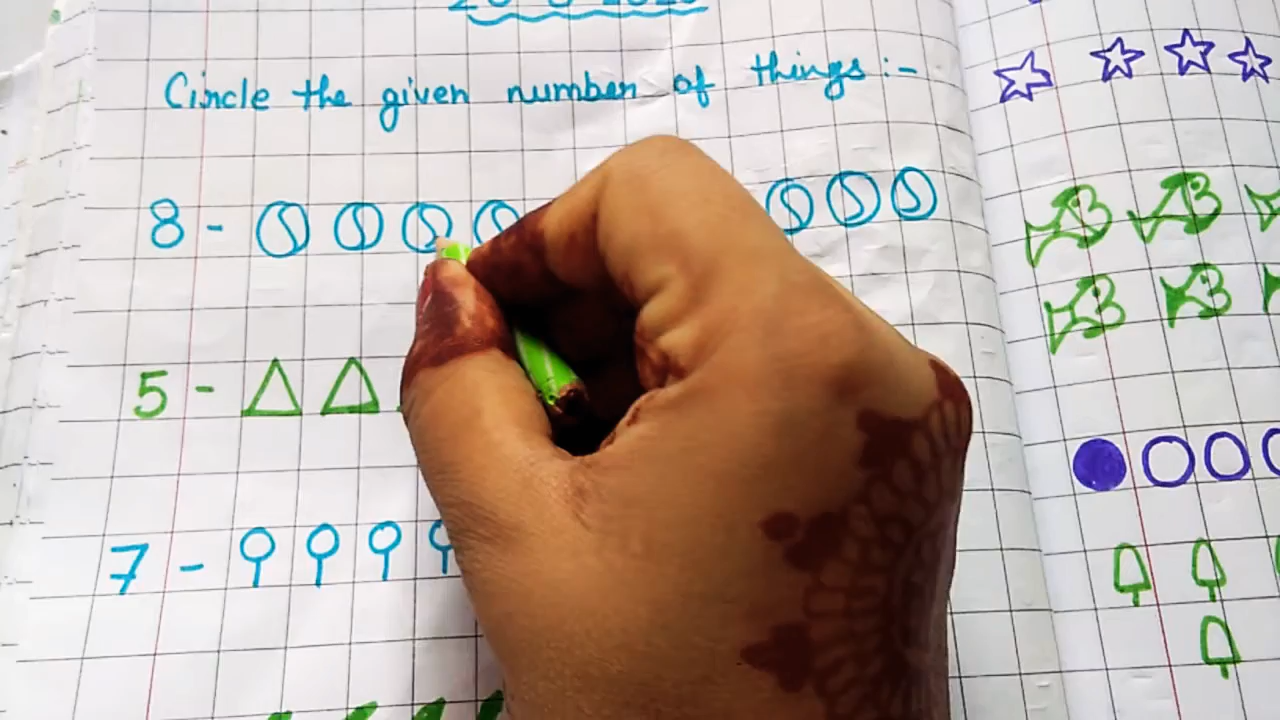 Circle the given number of things :-
8 -
5 -
7 -